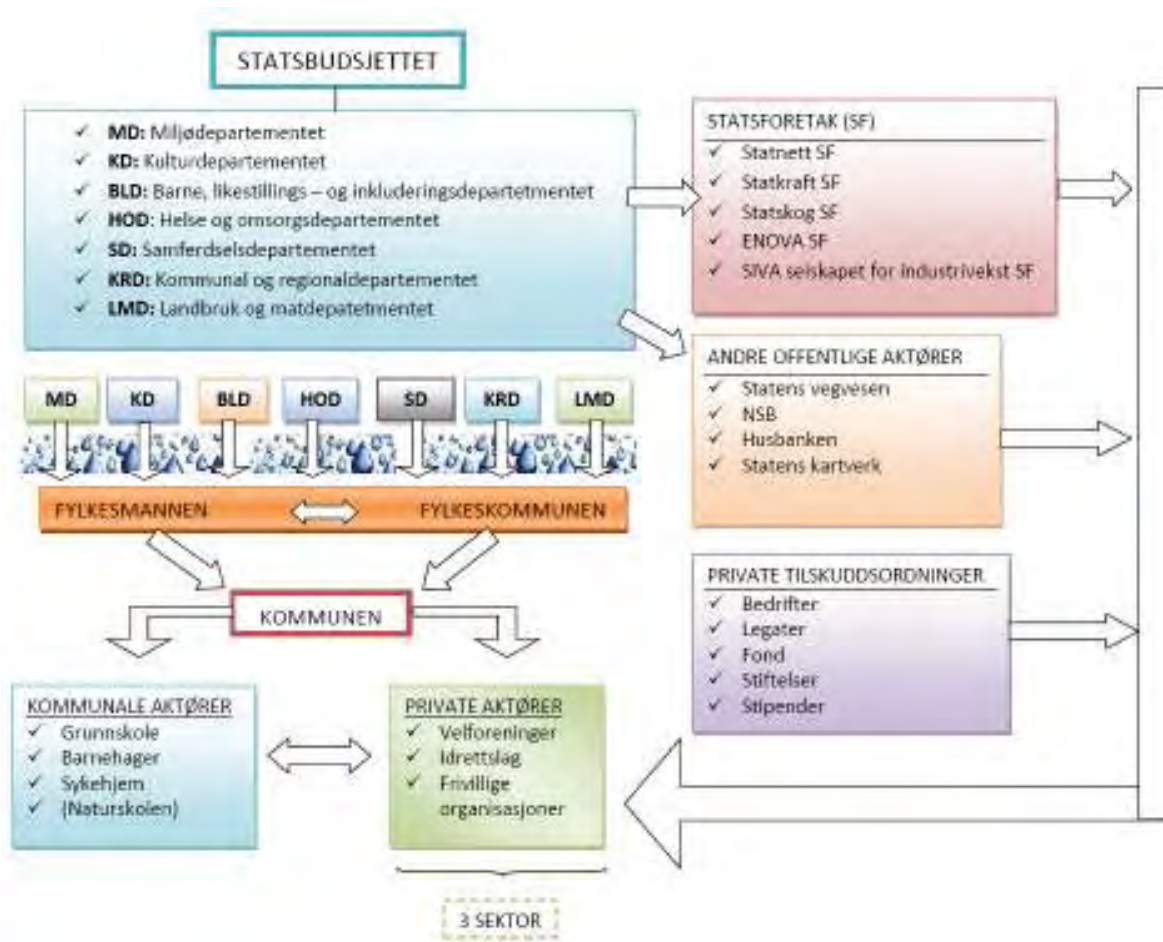 STATSBUDSJETTET
MD: Miljødepartementet
KD: Kulturdepartementet
BLD: Barne, likestillings – og inkluderingsdepartetmentet
HOD: Helse og omsorgsdepartementet
SD: Samferdselsdepartementet
KRD: Kommunal og regionaldepartementet
LMD: Landbruk og matdepatetmentet
STATSFORETAK (SF)
Statnett SF
Statkraft SF
Statskog SF
ENOVA SF
SIVA selskapet for industrivekst SF
ANDRE OFFENTLIGE AKTØRER
Statens vegvesen
NSB
Husbanken
Statens kartverk
MD KD BLD HOD SD KRD LMD
FYLKESMANNEN FYLKESKOMMUNEN
KOMMUNEN
PRIVATE TILSKUDDSORDNINGER
Bedrifter
Legater
Fond
Stiftelser
Stipender
KOMMUNALE AKTØRER
Grunnskole
Barnehager
Sykehjem
(Naturskolen)
PRIVATE AKTØRER
Velforeninger
Idrettslag
Frivillige
organisasjoner
3 SEKTOR